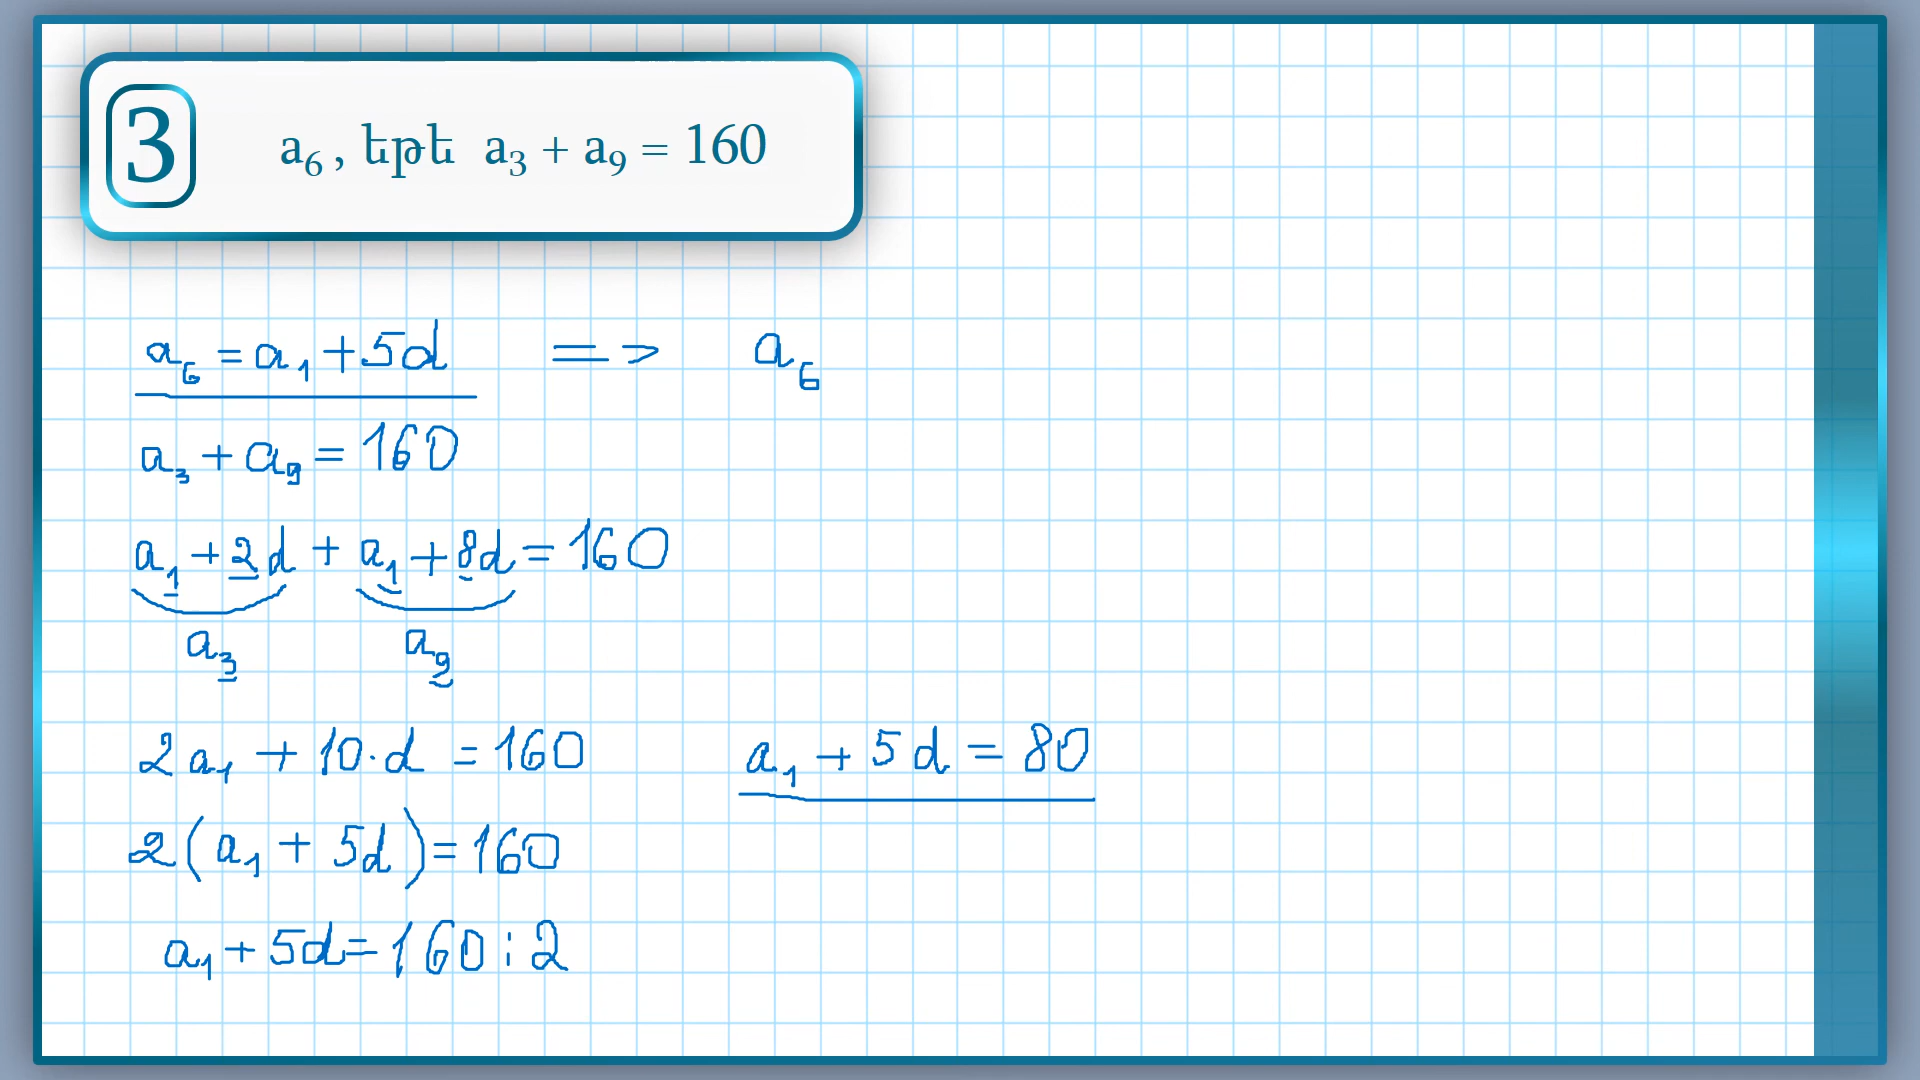 3
a₆ , եթե a₃ + a₉ = 160
a₆ = a₁ + 5d => a₆
a₃ + a₉ = 160
a₁ + 2d + a₁ + 8d = 160
a₃ a₉
2a₁ + 10·d = 160 a₁ + 5d = 80
2(a₁ + 5d) = 160
a₁ + 5d = 160 : 2